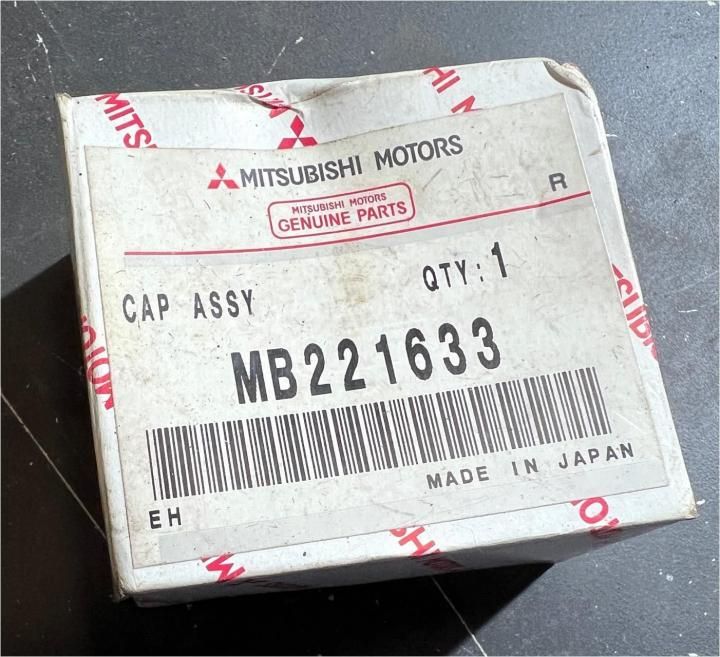 MITSUBISHI MOTORS
R
MITSUBISHI MOTORS
GENUINE PARTS
CAP ASSY
QTY: 1
MB221633
MADE IN JAPAN
EH